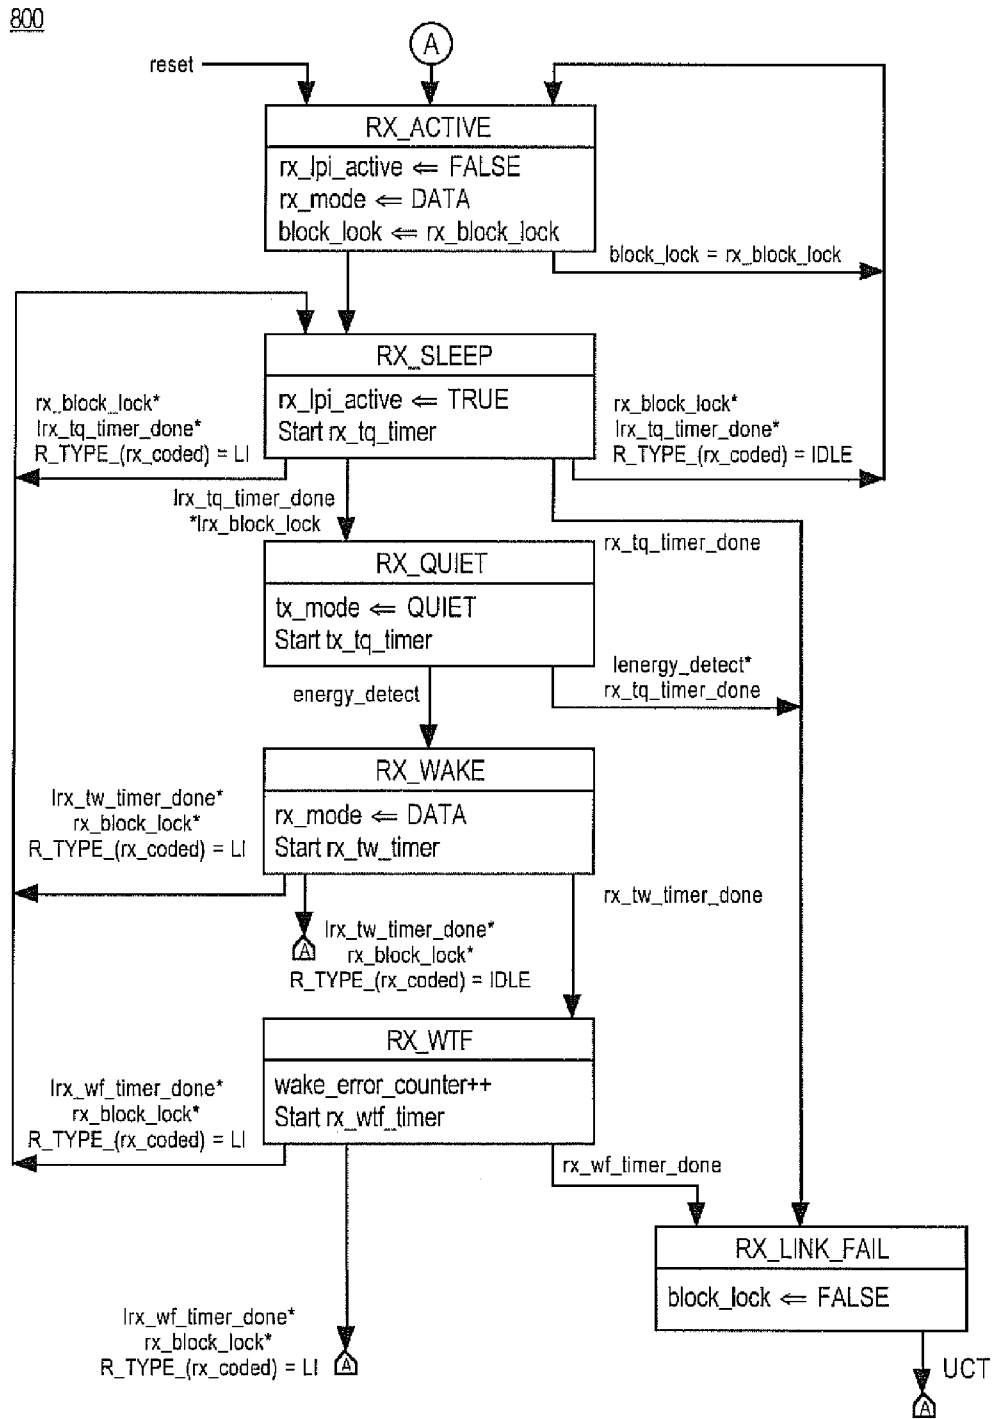 800
A
reset
RX_ACTIVE
rx_lpi_active ⇐ FALSE
rx_mode ⇐ DATA
block_look ⇐ rx_block_lock
block_lock = rx_block_lock
RX_SLEEP
rx_lpi_active ⇐ TRUE
Start rx_tq_timer
rx_block_lock*
!rx_tq_timer_done*
R_TYPE_(rx_coded) = LI
rx_block_lock*
!rx_tq_timer_done*
R_TYPE_(rx_coded) = IDLE
!rx_tq_timer_done
*!rx_block_lock
rx_tq_timer_done
RX_QUIET
tx_mode ⇐ QUIET
Start tx_tq_timer
energy_detect
!energy_detect*
rx_tq_timer_done
RX_WAKE
rx_mode ⇐ DATA
Start rx_tw_timer
!rx_tw_timer_done*
rx_block_lock*
R_TYPE_(rx_coded) = LI
rx_tw_timer_done
A
!rx_tw_timer_done*
rx_block_lock*
R_TYPE_(rx_coded) = IDLE
RX_WTF
wake_error_counter++
Start rx_wtf_timer
!rx_wf_timer_done*
rx_block_lock*
R_TYPE_(rx_coded) = LI
rx_wf_timer_done
RX_LINK_FAIL
block_lock ⇐ FALSE
!rx_wf_timer_done*
rx_block_lock*
R_TYPE_(rx_coded) = LI
A
UCT
A